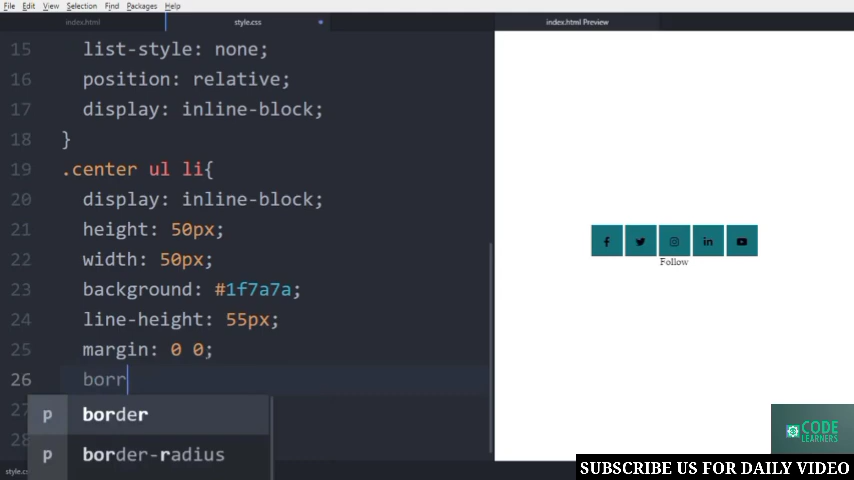 File Edit View Selection Find Packages Help
index.html style.css index.html Preview
15 list-style: none;
16 position: relative;
17 display: inline-block;
18 }
19 .center ul li{
20 display: inline-block;
21 height: 50px;
22 width: 50px;
23 background: #1f7a7a;
24 line-height: 55px;
25 margin: 0 0;
26 borr
27 p border
28 p border-radius
Follow
CODE
LEARNERS
SUBSCRIBE US FOR DAILY VIDEO